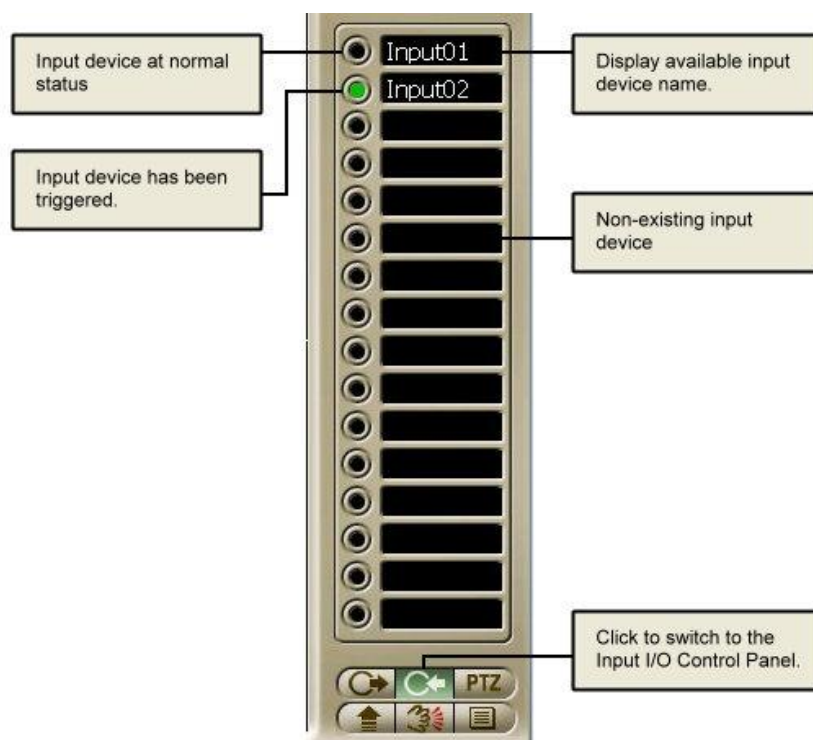 Input device at normal
status
Input01
Display available input
device name.
Input02
Input device has been
triggered.
Non-existing input
device
Click to switch to the
Input I/O Control Panel.
PTZ